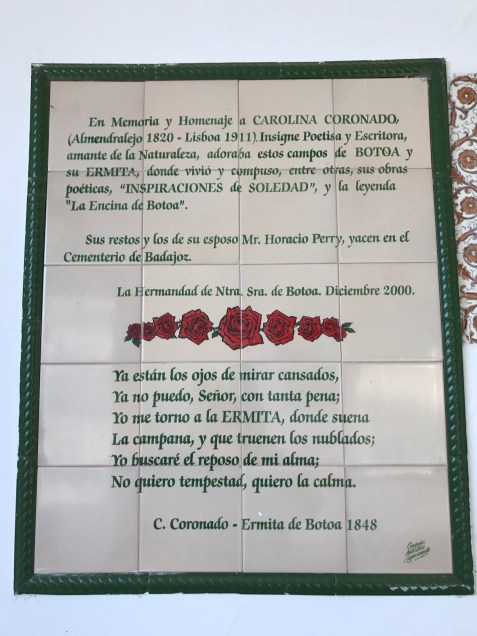 En Memoria y Homenaje a CAROLINA CORONADO,
(Almendralejo 1820 - Lisboa 1911) Insigne Poetisa y Escritora,
amante de la Naturaleza, adoraba estos campos de BOTOA y
su ERMITA, donde vivió y compuso, entre otras, sus obras
poéticas, "INSPIRACIONES de SOLEDAD", y la leyenda
"La Encina de Botoa".
Sus restos y los de su esposo Mr. Horacio Perry, yacen en el
Cementerio de Badajoz.
La Hermandad de Ntra. Sra. de Botoa. Diciembre 2000.
Ya están los ojos de mirar cansados,
Ya no puedo, Señor, con tanta pena;
Yo me torno a la ERMITA, donde suena
La campana, y que truenen los nublados;
Yo buscaré el reposo de mi alma;
No quiero tempestad, quiero la calma.
C. Coronado - Ermita de Botoa 1848